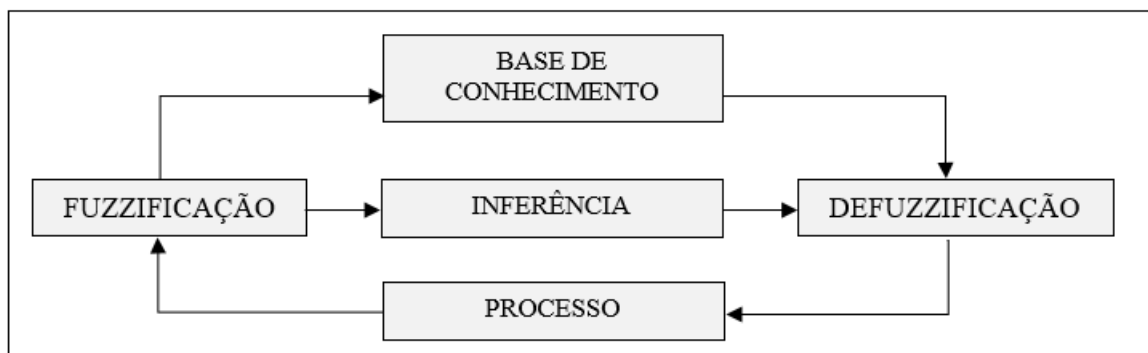 BASE DE
CONHECIMENTO
FUZZIFICAÇÃO
INFERÊNCIA
DEFUZZIFICAÇÃO
PROCESSO